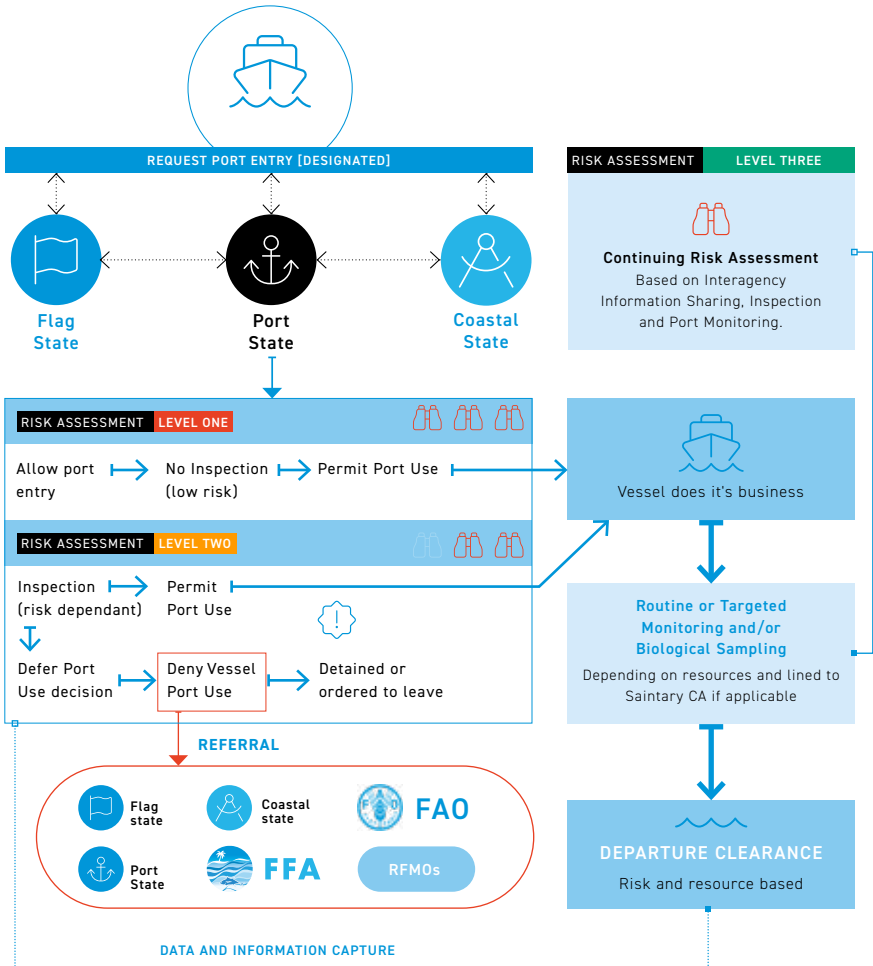 REQUEST PORT ENTRY [DESIGNATED]
Flag
State
Port
State
Coastal
State
RISK ASSESSMENT LEVEL THREE
Continuing Risk Assessment
Based on Interagency
Information Sharing, Inspection
and Port Monitoring.
RISK ASSESSMENT LEVEL ONE
Allow port
entry
No Inspection
(low risk)
Permit Port Use
Vessel does it's business
RISK ASSESSMENT LEVEL TWO
Inspection
(risk dependant)
Permit
Port Use
!
Defer Port
Use decision
Deny Vessel
Port Use
Detained or
ordered to leave
Routine or Targeted
Monitoring and/or
Biological Sampling
Depending on resources and lined to
Saintary CA if applicable
REFERRAL
Flag
state
Coastal
state
F O
FAO
Port
State
FFA
RFMOs
DEPARTURE CLEARANCE
Risk and resource based
DATA AND INFORMATION CAPTURE